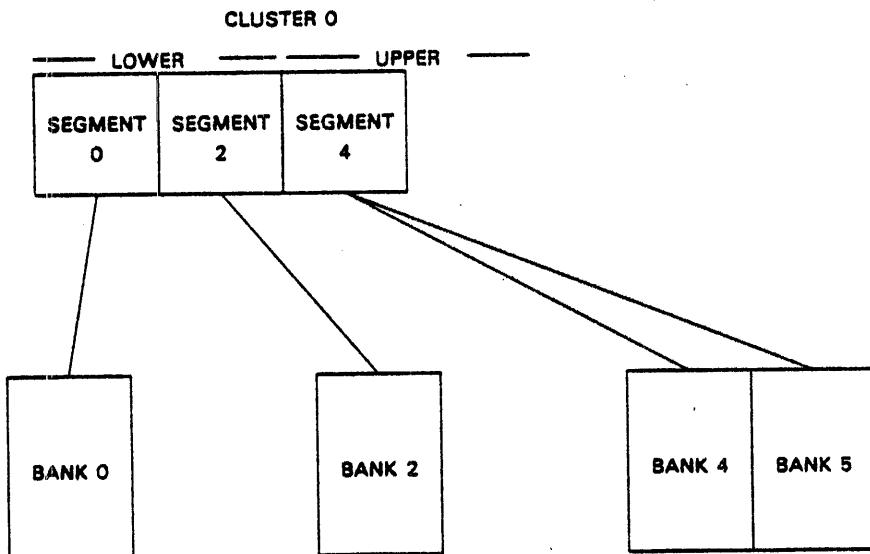 CLUSTER 0
LOWER UPPER
SEGMENT 0
SEGMENT 2
SEGMENT 4
BANK 0
BANK 2
BANK 4
BANK 5